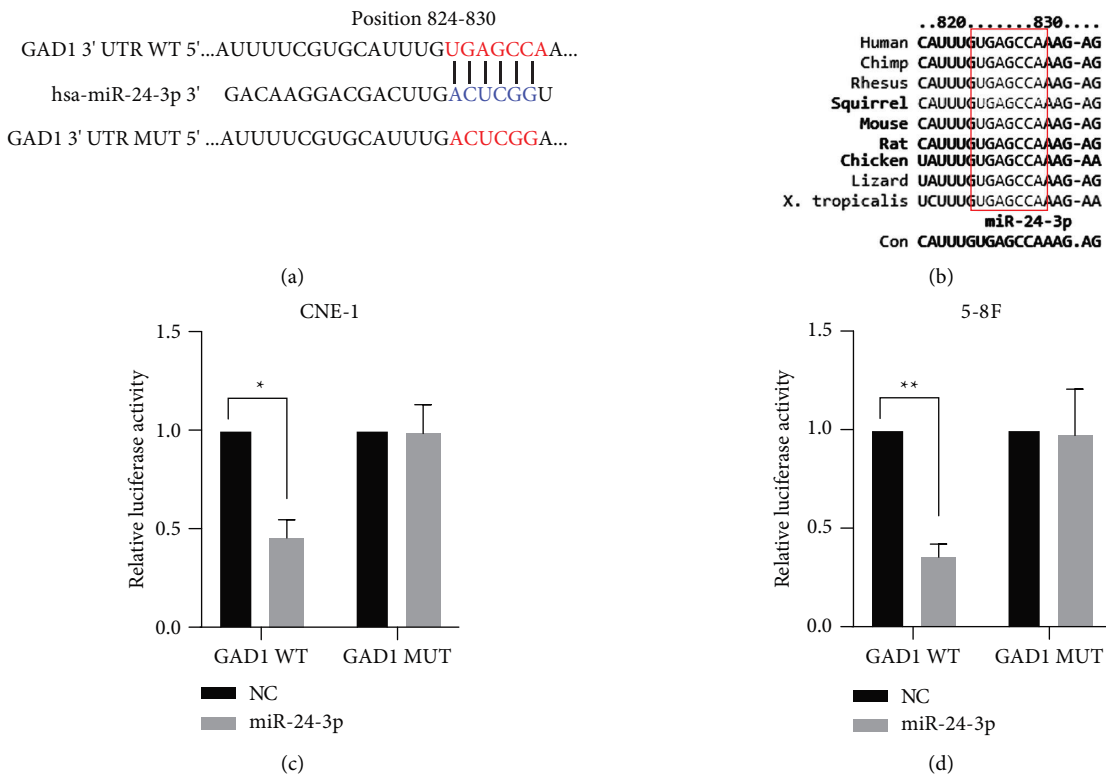 Position 824-830
GAD1 3' UTR WT 5'...AUUUUCGUGCAUUUGUGAGCCAA...
hsa-miR-24-3p 3' GACAAGGACGACUUGACUCGGU
GAD1 3' UTR MUT 5' ...AUUUUCGUGCAUUUGACUCGGA...
(a)
..820.......830....
Human CAUUUGUGAGCCAAAG-AG
Chimp CAUUUGUGAGCCAAAG-AG
Rhesus CAUUUGUGAGCCAAAG-AG
Squirrel CAUUUGUGAGCCAAAG-AG
Mouse CAUUUGUGAGCCAAAG-AG
Rat CAUUUGUGAGCCAAAG-AG
Chicken UAUUUGUGAGCCAAAG-AA
Lizard UAUUUGUGAGCCAAAG-AG
X. tropicalis UCUUUGUGAGCCAAAG-AA
miR-24-3p
Con CAUUUGUGAGCCAAAG.AG
(b)
CNE-1
Relative luciferase activity
1.5
*
1.0
0.5
0.0
GAD1 WT GAD1 MUT
NC
miR-24-3p
(c)
5-8F
Relative luciferase activity
1.5
**
1.0
0.5
0.0
GAD1 WT GAD1 MUT
NC
miR-24-3p
(d)